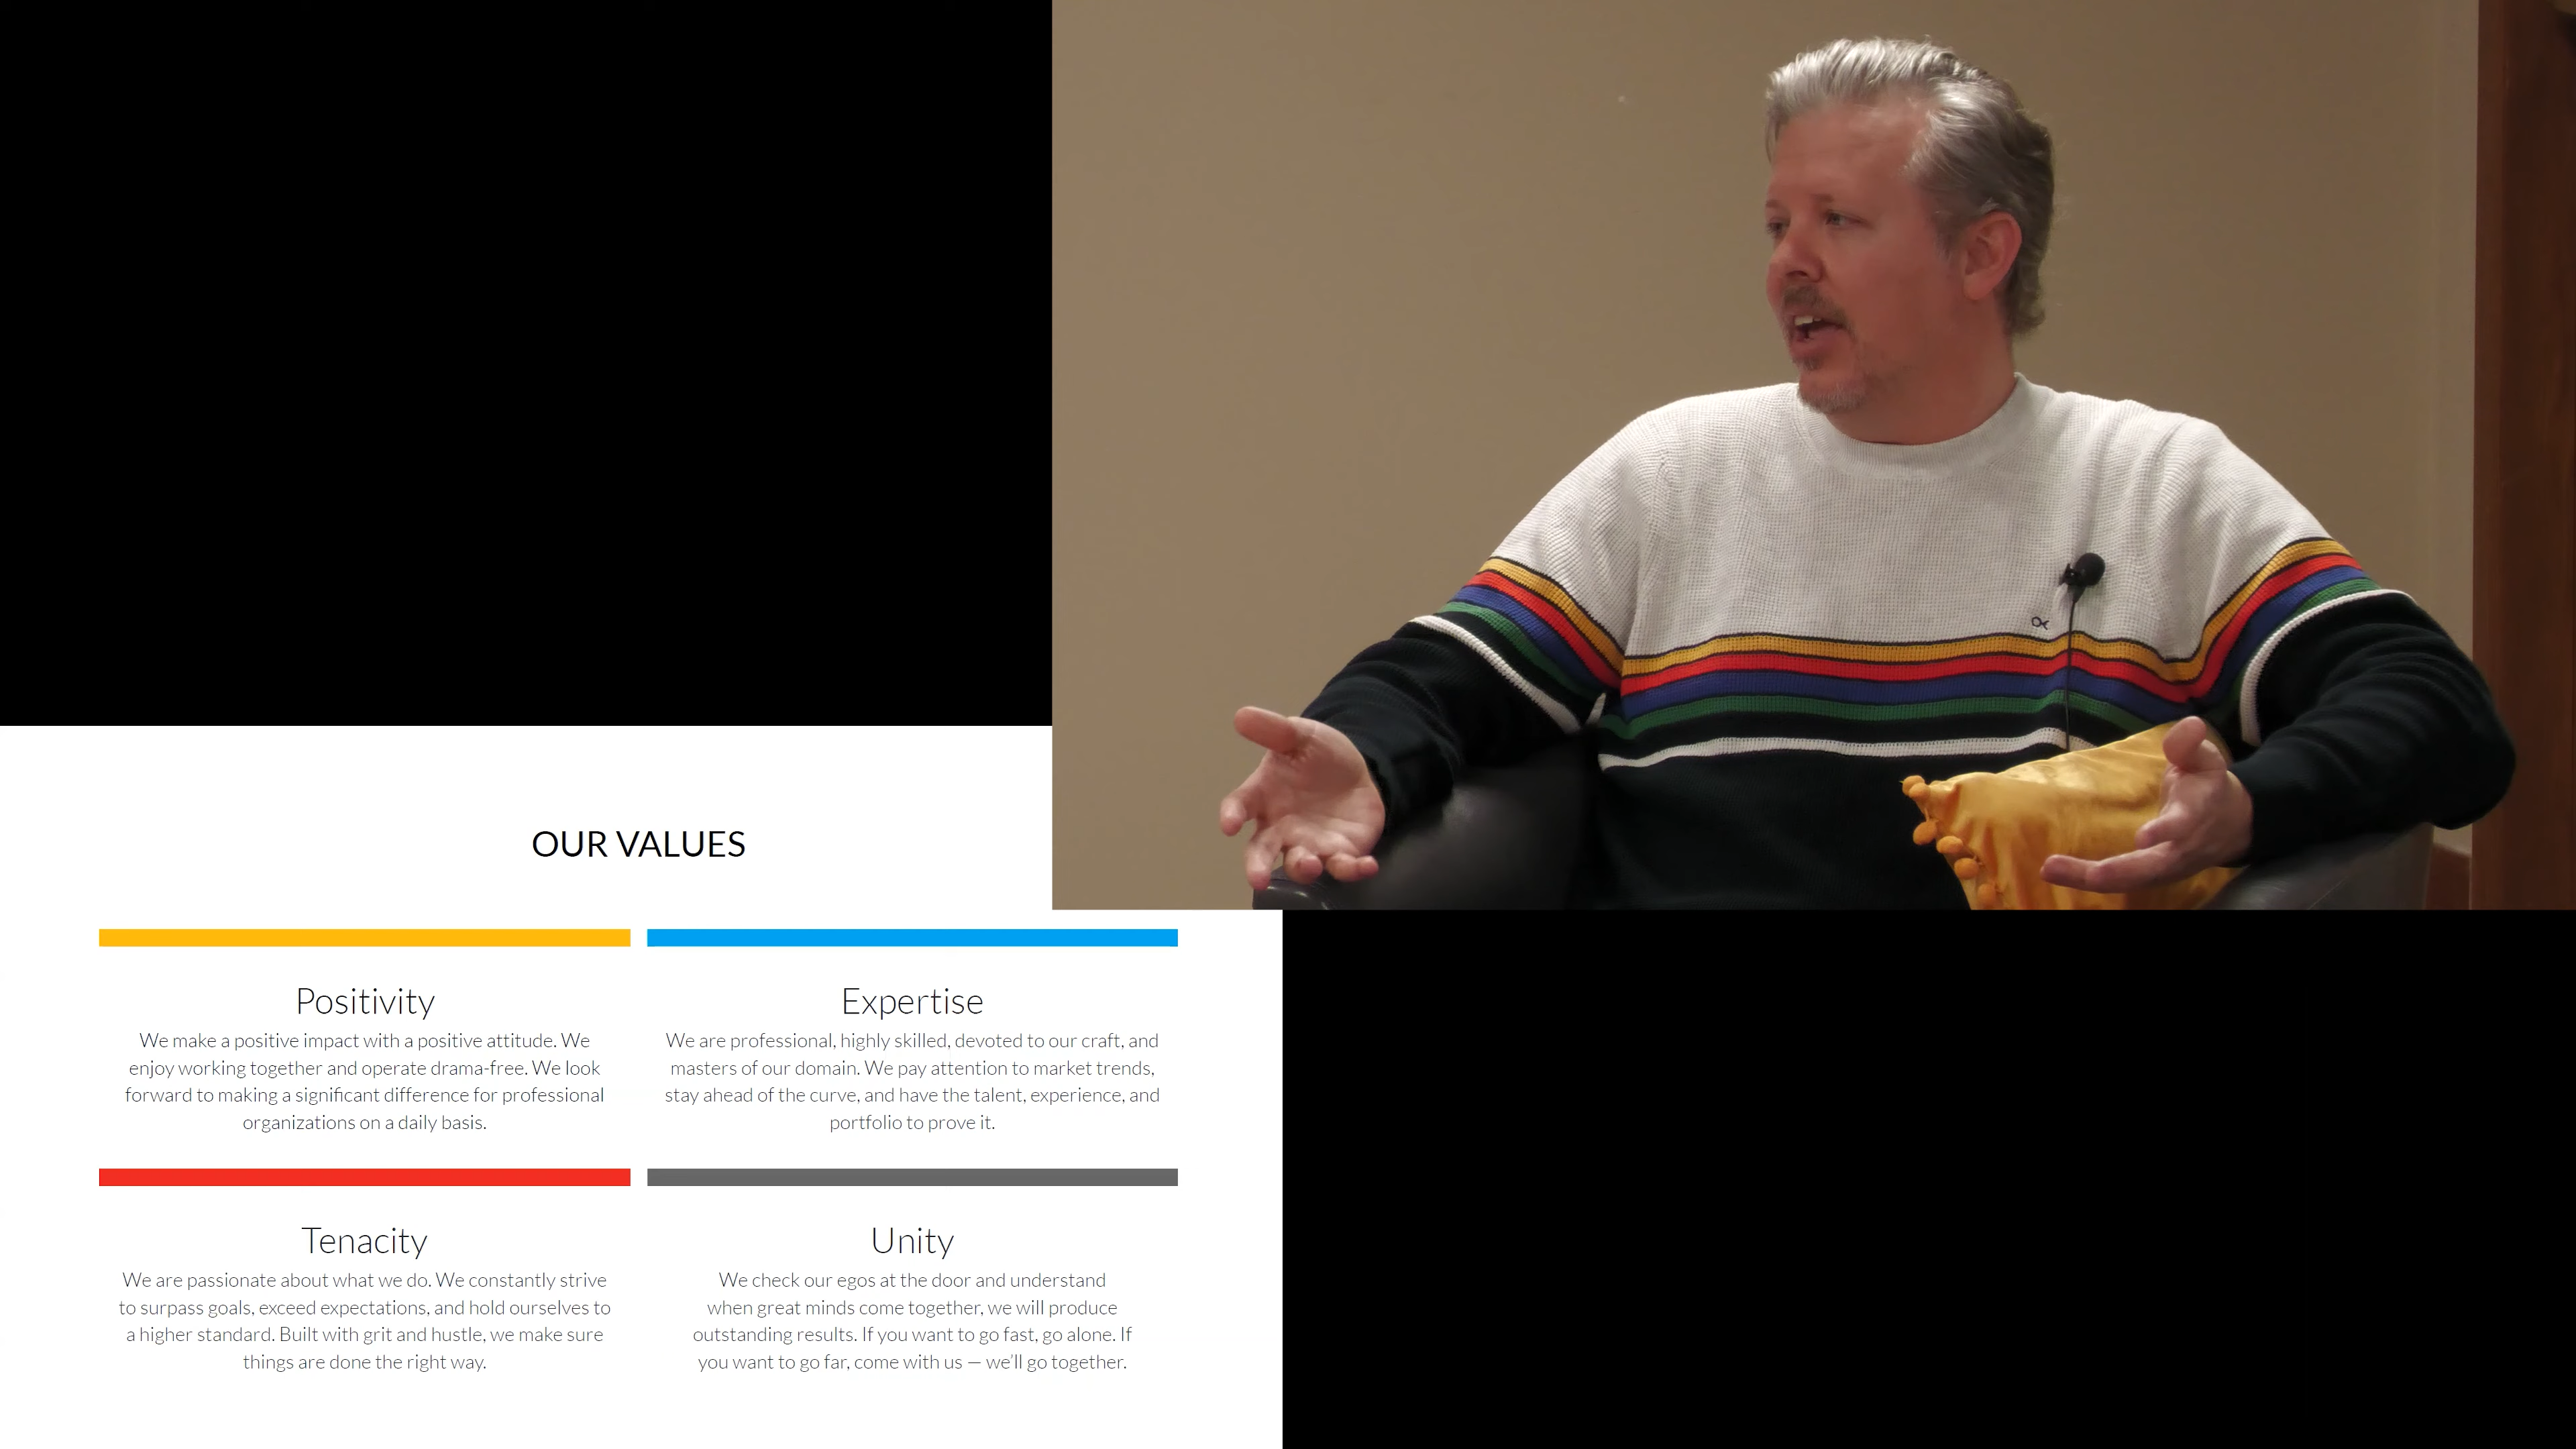 OUR VALUES
Positivity
We make a positive impact with a positive attitude. We
enjoy working together and operate drama-free. We look
forward to making a significant difference for professional
organizations on a daily basis.
Expertise
We are professional, highly skilled, devoted to our craft, and
masters of our domain. We pay attention to market trends,
stay ahead of the curve, and have the talent, experience, and
portfolio to prove it.
Tenacity
We are passionate about what we do. We constantly strive
to surpass goals, exceed expectations, and hold ourselves to
a higher standard. Built with grit and hustle, we make sure
things are done the right way.
Unity
We check our egos at the door and understand
when great minds come together, we will produce
outstanding results. If you want to go fast, go alone. If
you want to go far, come with us — we'll go together.